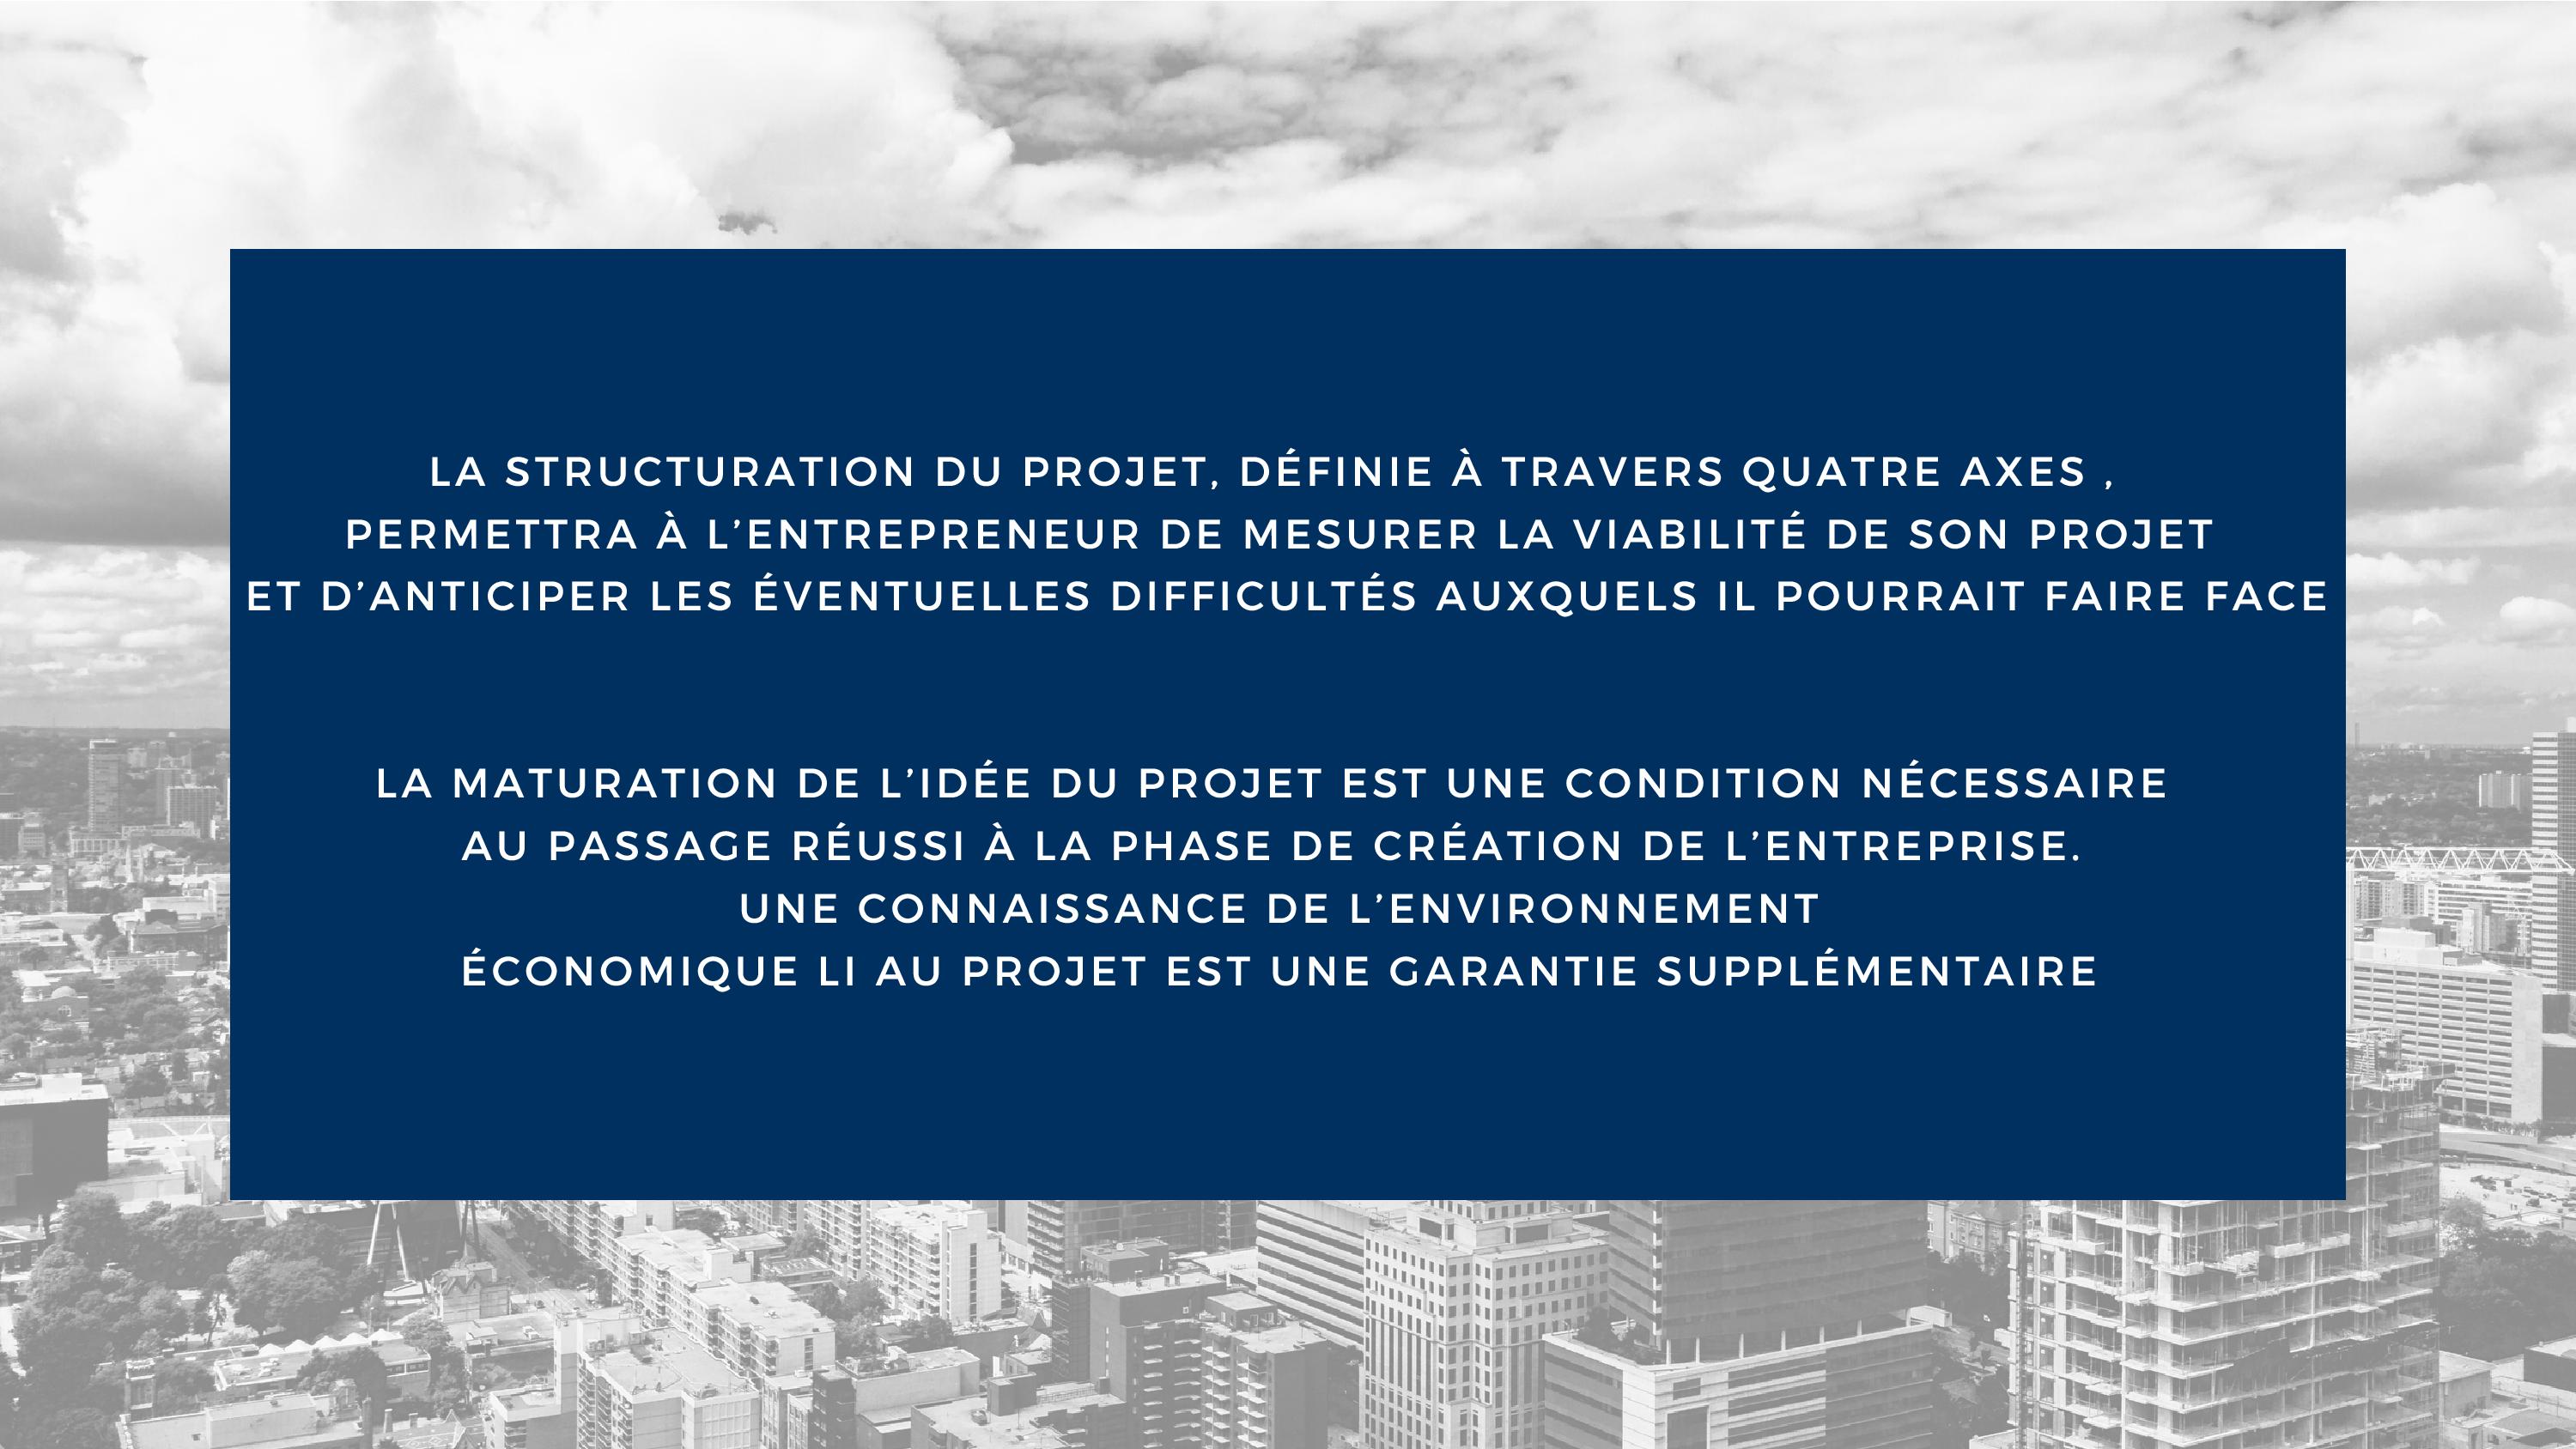 LA STRUCTURATION DU PROJET, DÉFINIE À TRAVERS QUATRE AXES ,
PERMETTRA À L’ENTREPRENEUR DE MESURER LA VIABILITÉ DE SON PROJET
ET D’ANTICIPER LES ÉVENTUELLES DIFFICULTÉS AUXQUELS IL POURRAIT FAIRE FACE
LA MATURATION DE L’IDÉE DU PROJET EST UNE CONDITION NÉCESSAIRE
AU PASSAGE RÉUSSI À LA PHASE DE CRÉATION DE L’ENTREPRISE.
UNE CONNAISSANCE DE L’ENVIRONNEMENT
ÉCONOMIQUE LI AU PROJET EST UNE GARANTIE SUPPLÉMENTAIRE